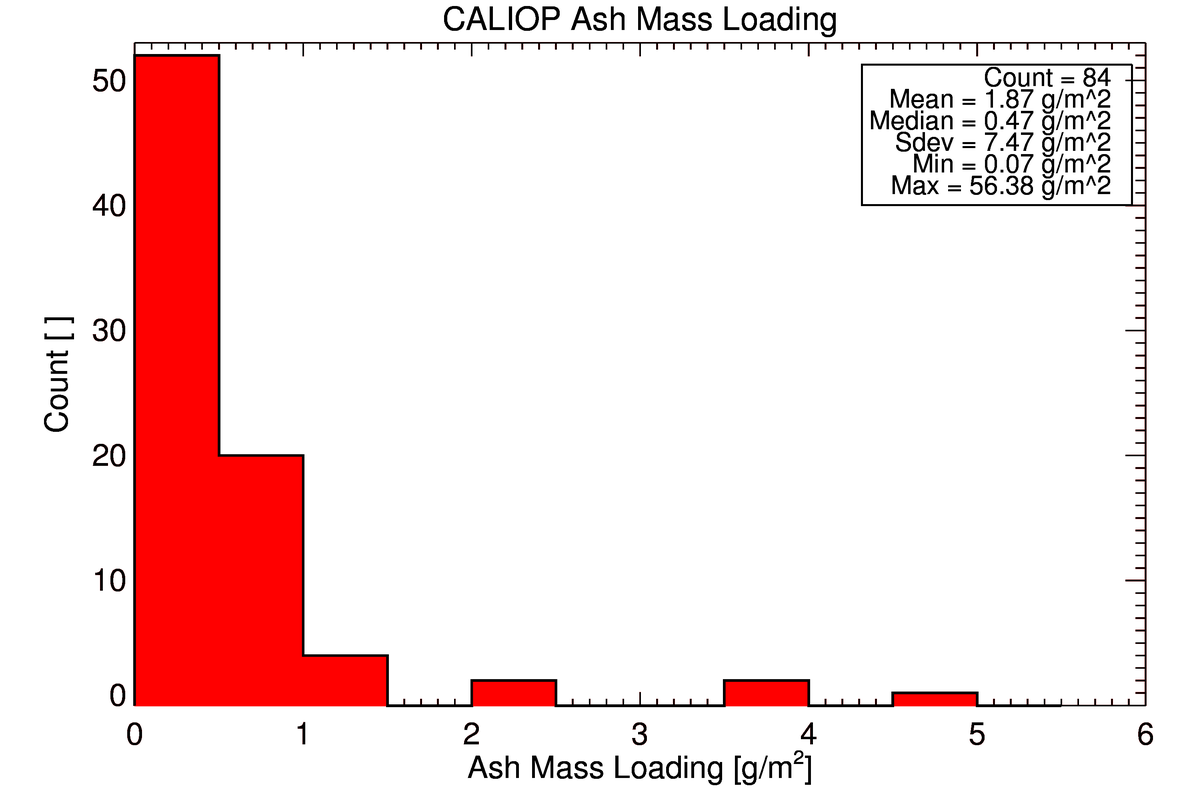 CALIOP Ash Mass Loading
Count = 84
Mean = 1.87 g/m^2
Median = 0.47 g/m^2
Sdev = 7.47 g/m^2
Min = 0.07 g/m^2
Max = 56.38 g/m^2
50
40
30
20
10
0
Count [ ]
0 1 2 3 4 5 6
Ash Mass Loading [g/m²]